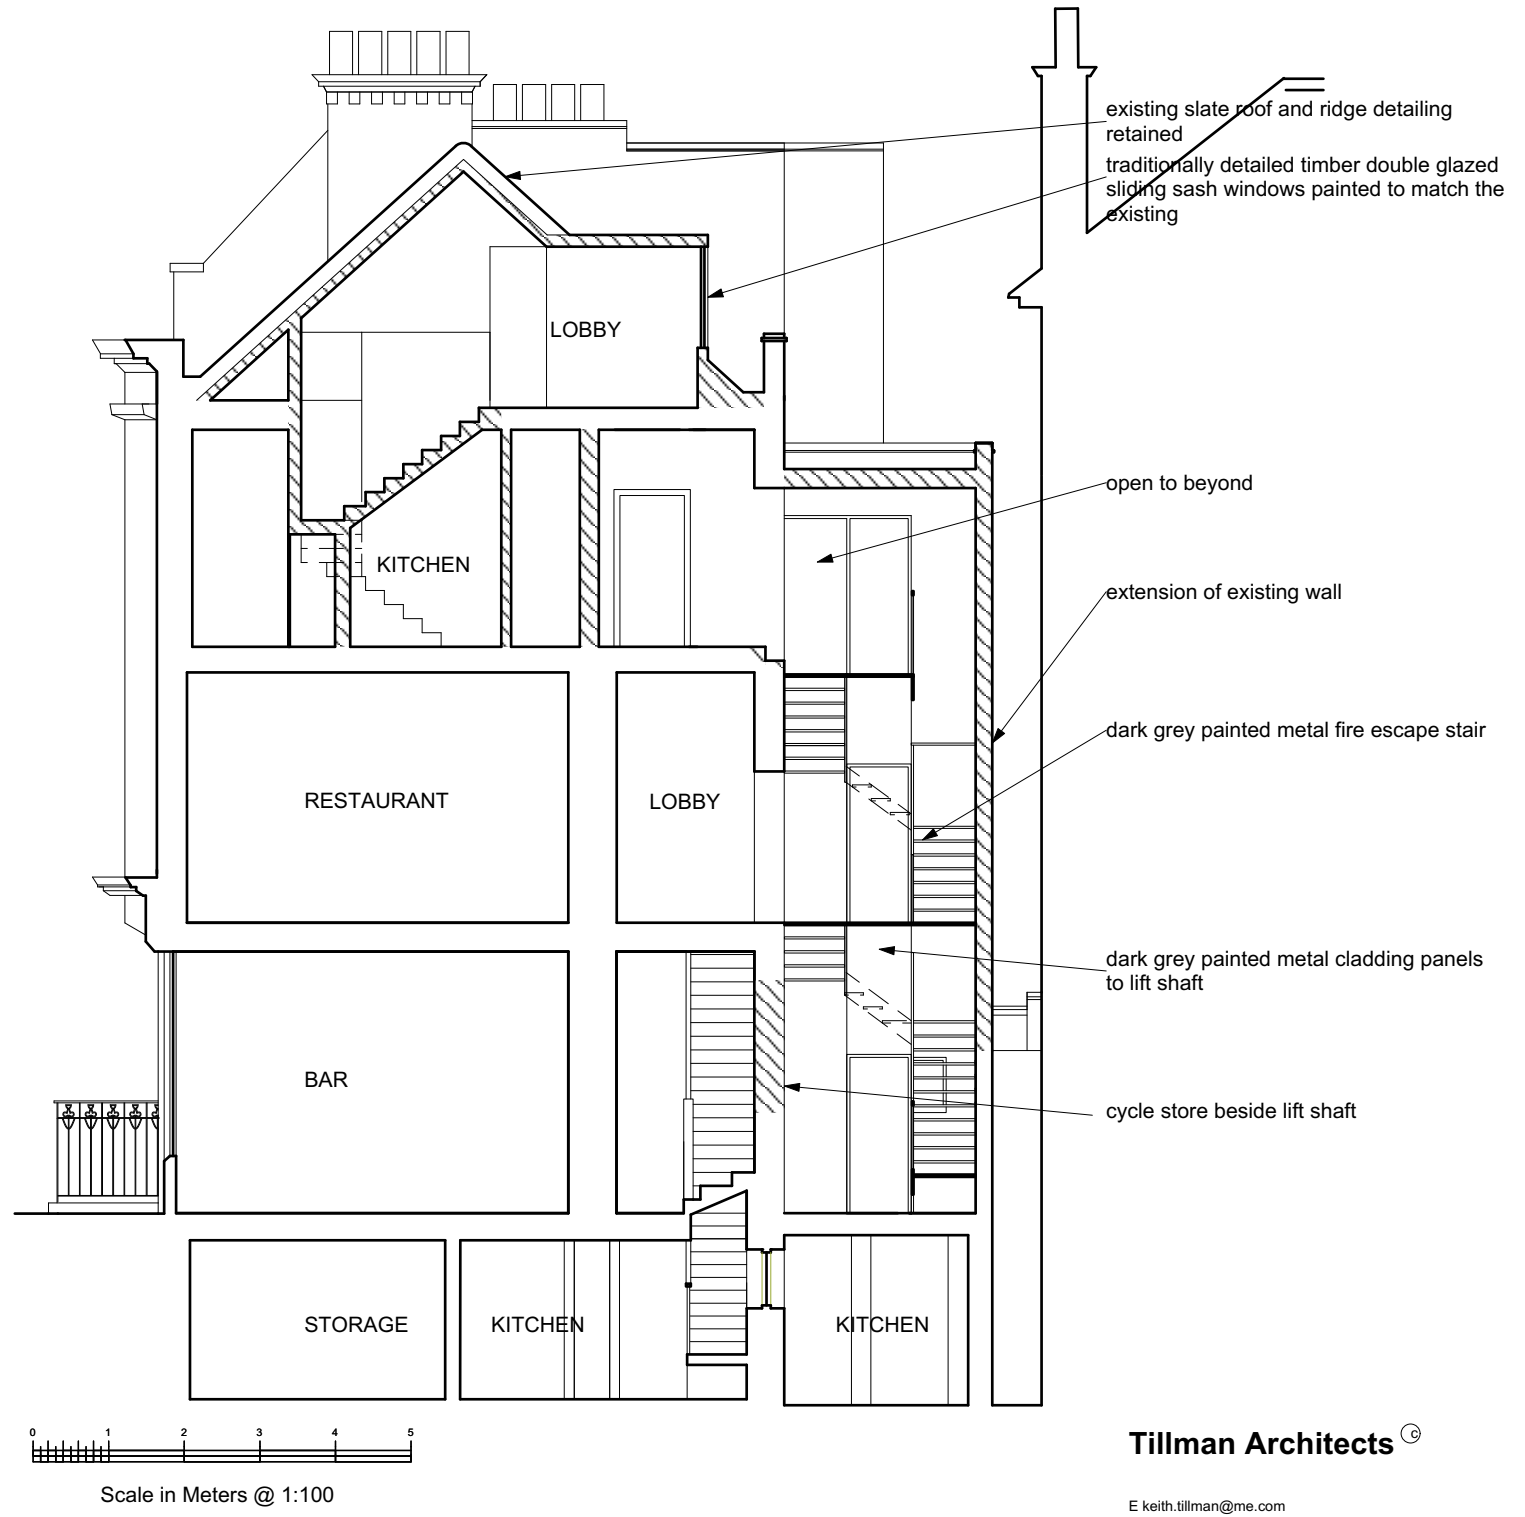 existing slate roof and ridge detailing
retained
traditionally detailed timber double glazed
sliding sash windows painted to match the
existing
LOBBY
open to beyond
KITCHEN
extension of existing wall
dark grey painted metal fire escape stair
RESTAURANT
LOBBY
dark grey painted metal cladding panels
to lift shaft
BAR
cycle store beside lift shaft
STORAGE
KITCHEN
KITCHEN
0 1 2 3 4 5
Scale in Meters @ 1:100
Tillman Architects ©
E keith.tillman@me.com